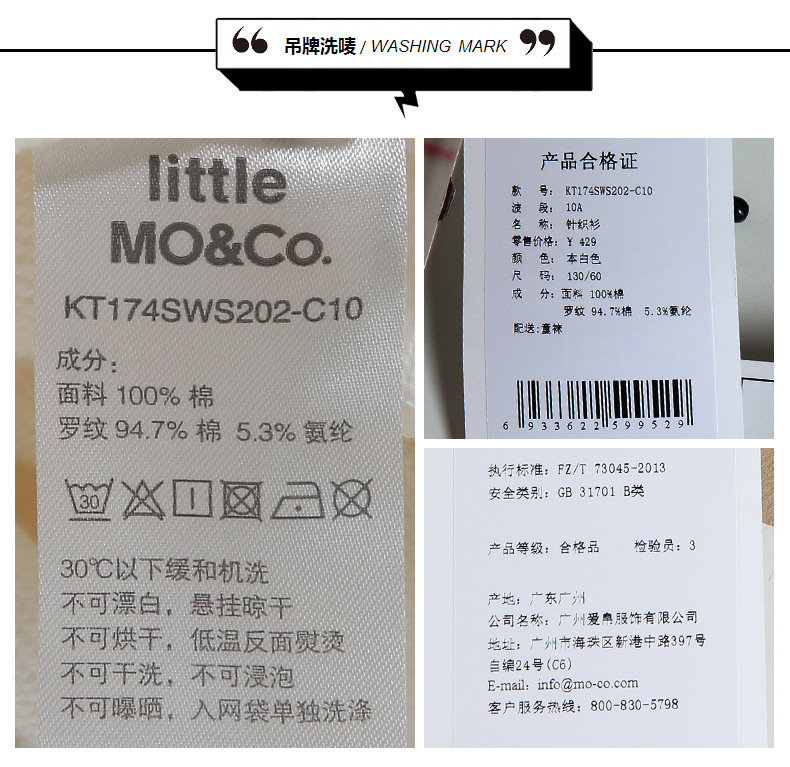 吊牌洗唛 / WASHING MARK
little
MO&Co.
KT174SWS202-C10
成分：
面料 100% 棉
罗纹 94.7% 棉 5.3% 氨纶
30
30℃以下缓和机洗
不可漂白，悬挂晾干
不可烘干，低温反面熨烫
不可干洗，不可浸泡
不可曝晒，入网袋单独洗涤
产品合格证
款 号： KT174SWS202-C10
波 段： 10A
名 称： 针织衫
零售价格：¥ 429
颜 色： 本白色
尺 码： 130/60
成 分：面料 100%棉
罗纹 94.7%棉 5.3%氨纶
配送:童袜
6 933622 599529
执行标准：FZ/T 73045-2013
安全类别：GB 31701 B类
产品等级：合格品 检验员：3
产地：广东广州
公司名称：广州爱帛服饰有限公司
地址：广州市海珠区新港中路397号
自编24号(C6)
E-mail：info@mo-co.com
客户服务热线：800-830-5798